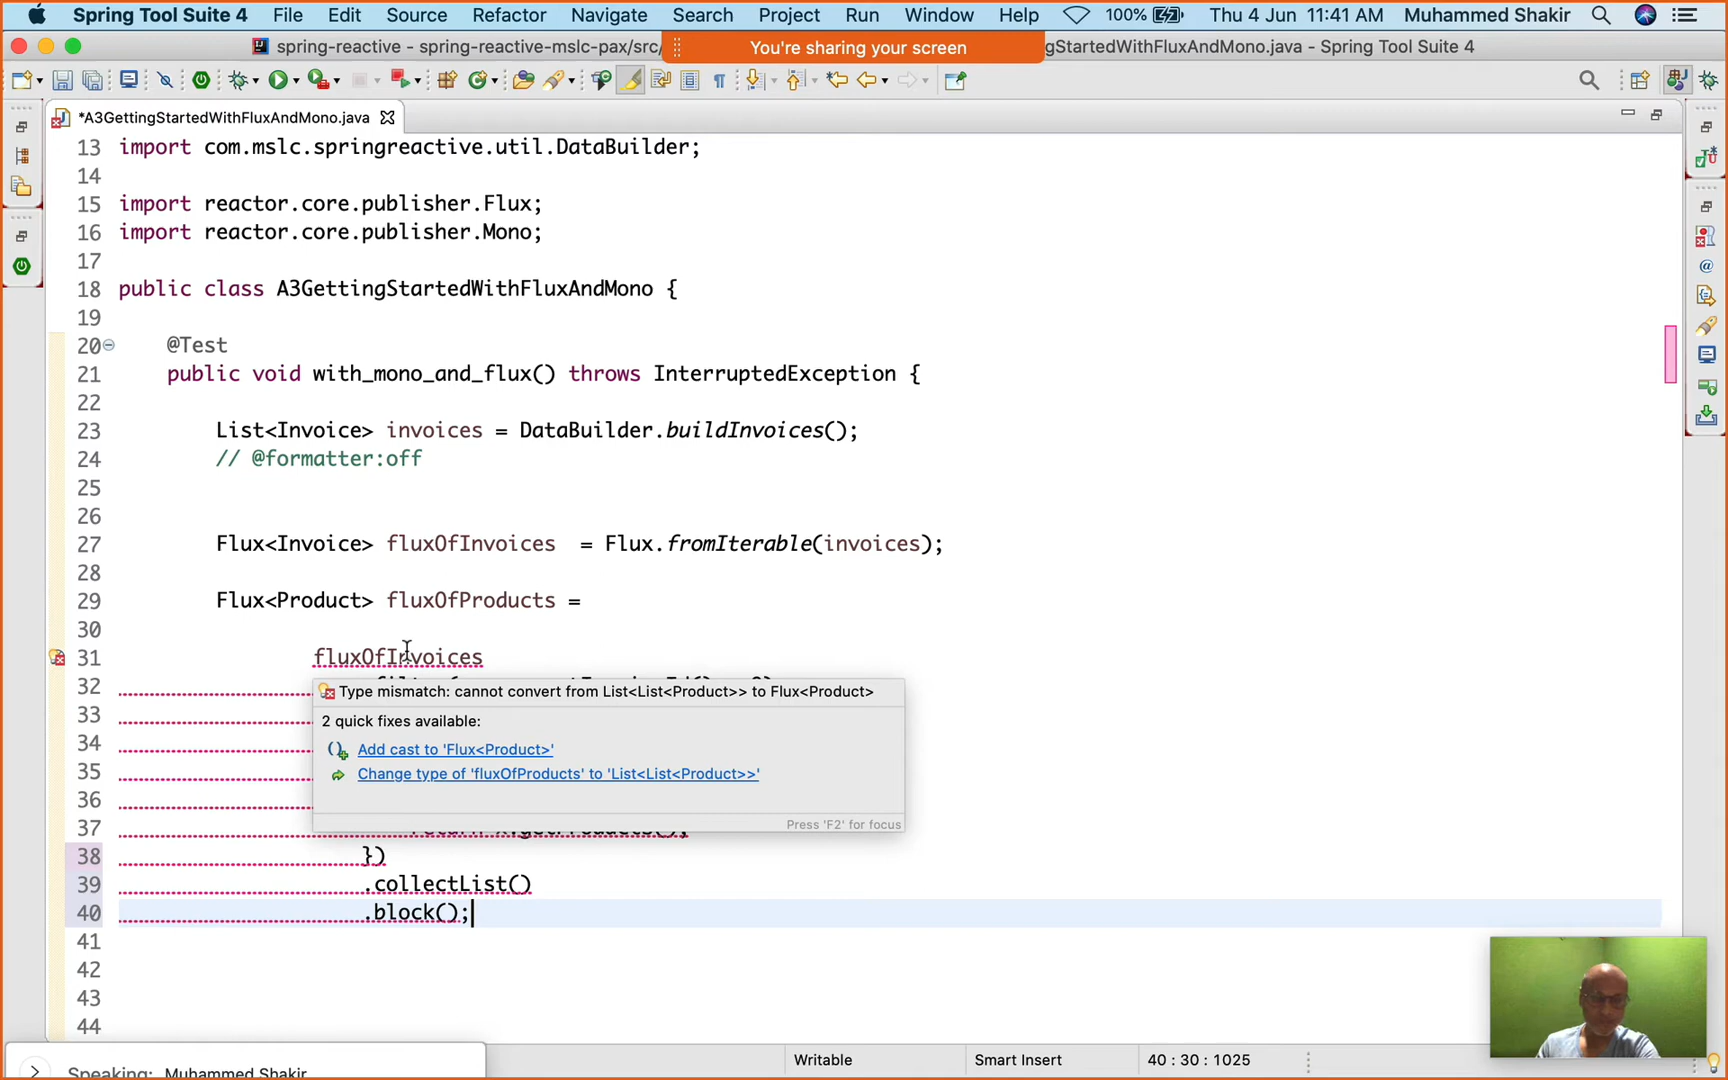 Spring Tool Suite 4 File Edit Source Refactor Navigate Search Project Run Window Help 100% Thu 4 Jun 11:41 AM Muhammed Shakir
spring-reactive - spring-reactive-mslc-pax/src/ You're sharing your screen gStartedWithFluxAndMono.java - Spring Tool Suite 4
*A3GettingStartedWithFluxAndMono.java
13 import com.mslc.springreactive.util.DataBuilder;
14
15 import reactor.core.publisher.Flux;
16 import reactor.core.publisher.Mono;
17
18 public class A3GettingStartedWithFluxAndMono {
19
20 @Test
21 public void with_mono_and_flux() throws InterruptedException {
22
23 List<Invoice> invoices = DataBuilder.buildInvoices();
24 // @formatter:off
25
26
27 Flux<Invoice> fluxOfInvoices = Flux.fromIterable(invoices);
28
29 Flux<Product> fluxOfProducts =
30
31 fluxOfInvoices
32
Type mismatch: cannot convert from List<List<Product>> to Flux<Product>
33
2 quick fixes available:
34
Add cast to 'Flux<Product>'
35
Change type of 'fluxOfProducts' to 'List<List<Product>>'
36
Press 'F2' for focus
37
38 })
39 .collectList()
40 .block();
41
42
43
44
Writable Smart Insert 40 : 30 : 1025
Speaking: Muhammed Shakir